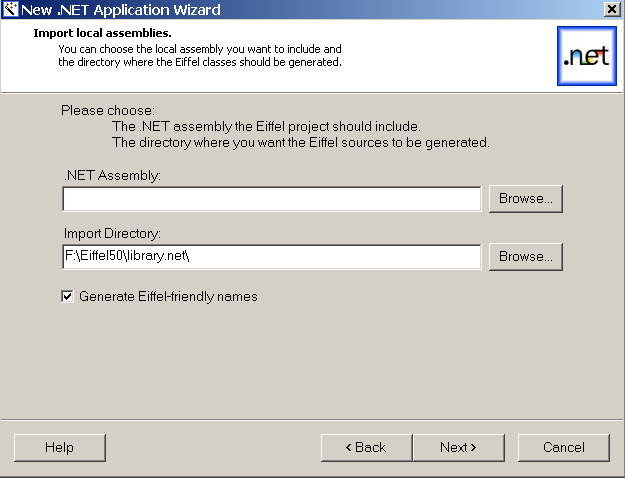 New .NET Application Wizard
Import local assemblies.
You can choose the local assembly you want to include and
the directory where the Eiffel classes should be generated.
.net
Please choose:
The .NET assembly the Eiffel project should include.
The directory where you want the Eiffel sources to be generated.
.NET Assembly:
Browse...
Import Directory:
F:\Eiffel50\library.net\
Browse...
Generate Eiffel-friendly names
Help
< Back
Next >
Cancel